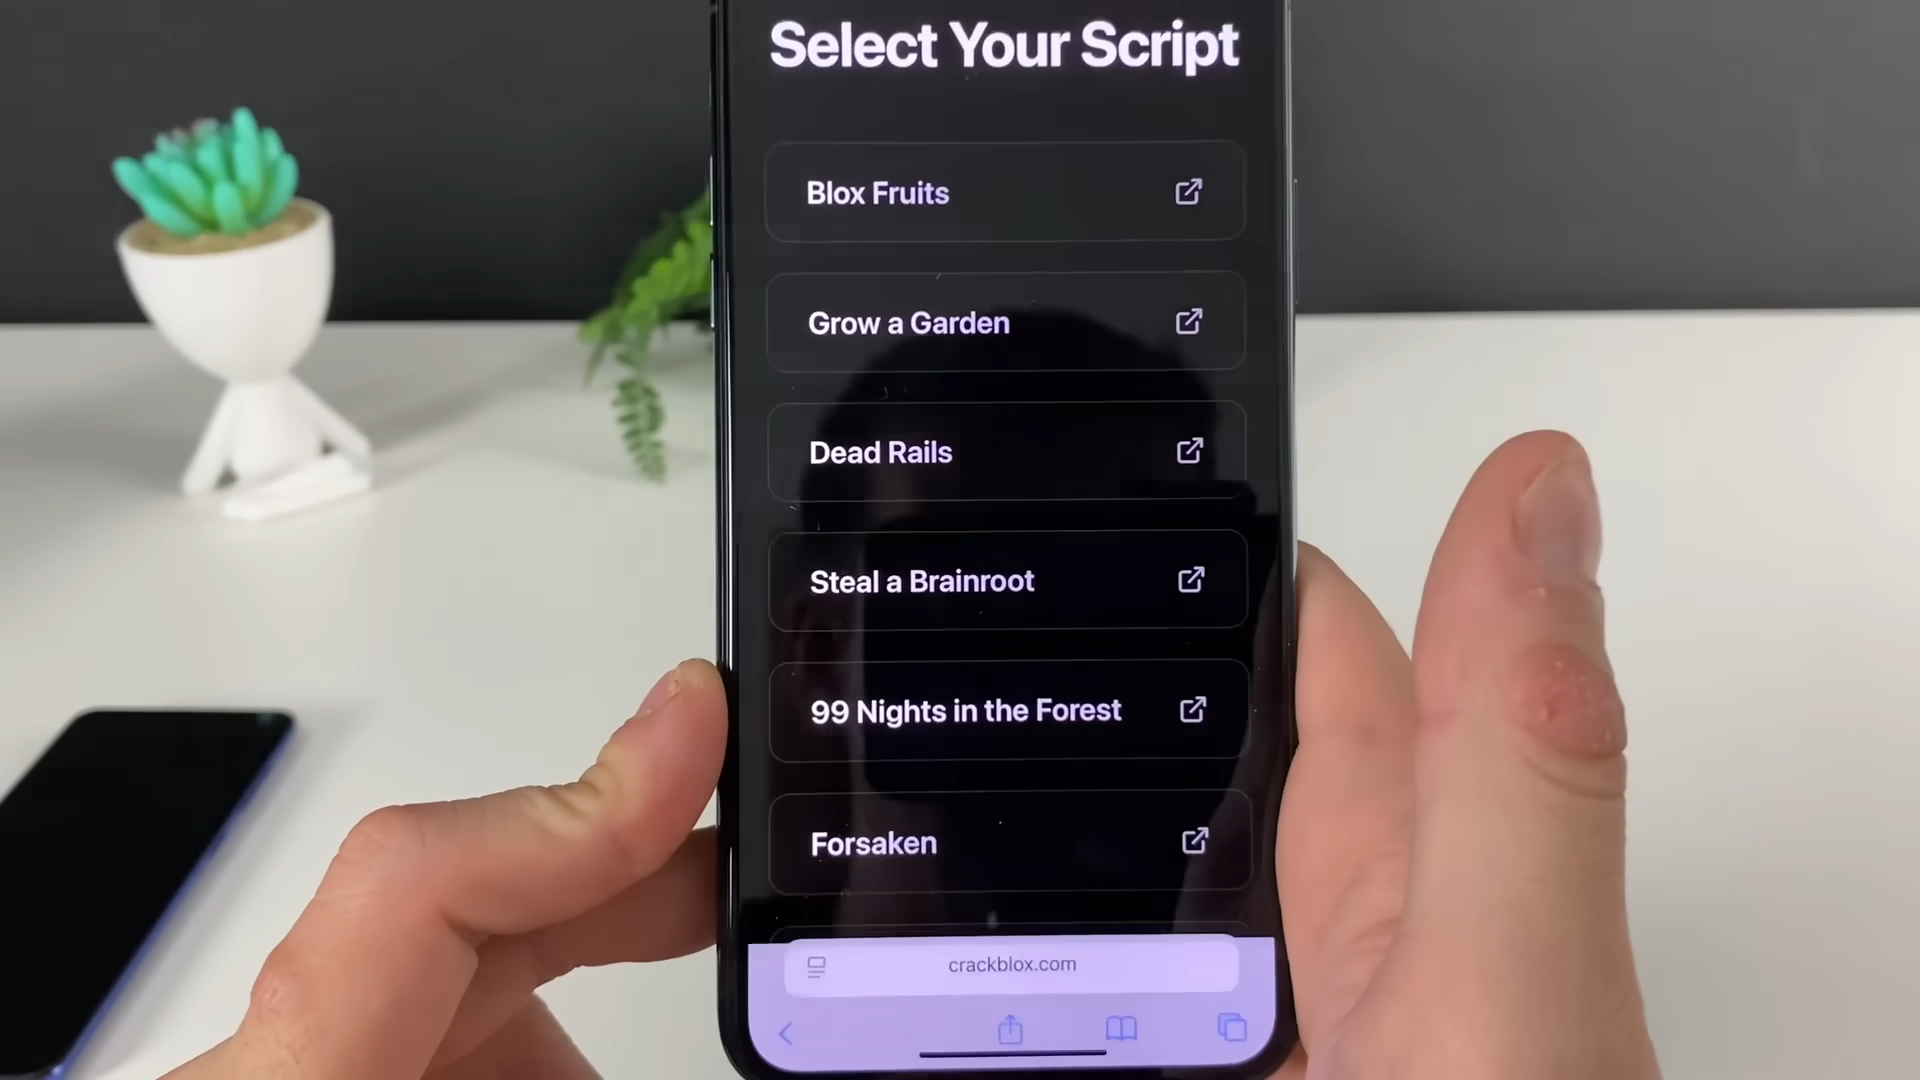 Select Your Script
Blox Fruits
Grow a Garden
Dead Rails
Steal a Brainroot
99 Nights in the Forest
Forsaken
crackblox.com